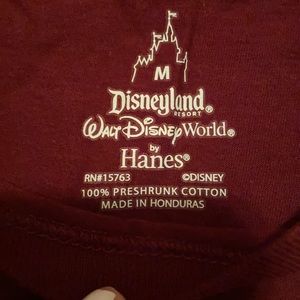 M
Disneyland®
RESORT
Walt Disney World®
by
Hanes®
RN#15763 ©DISNEY
100% PRESHRUNK COTTON
MADE IN HONDURAS